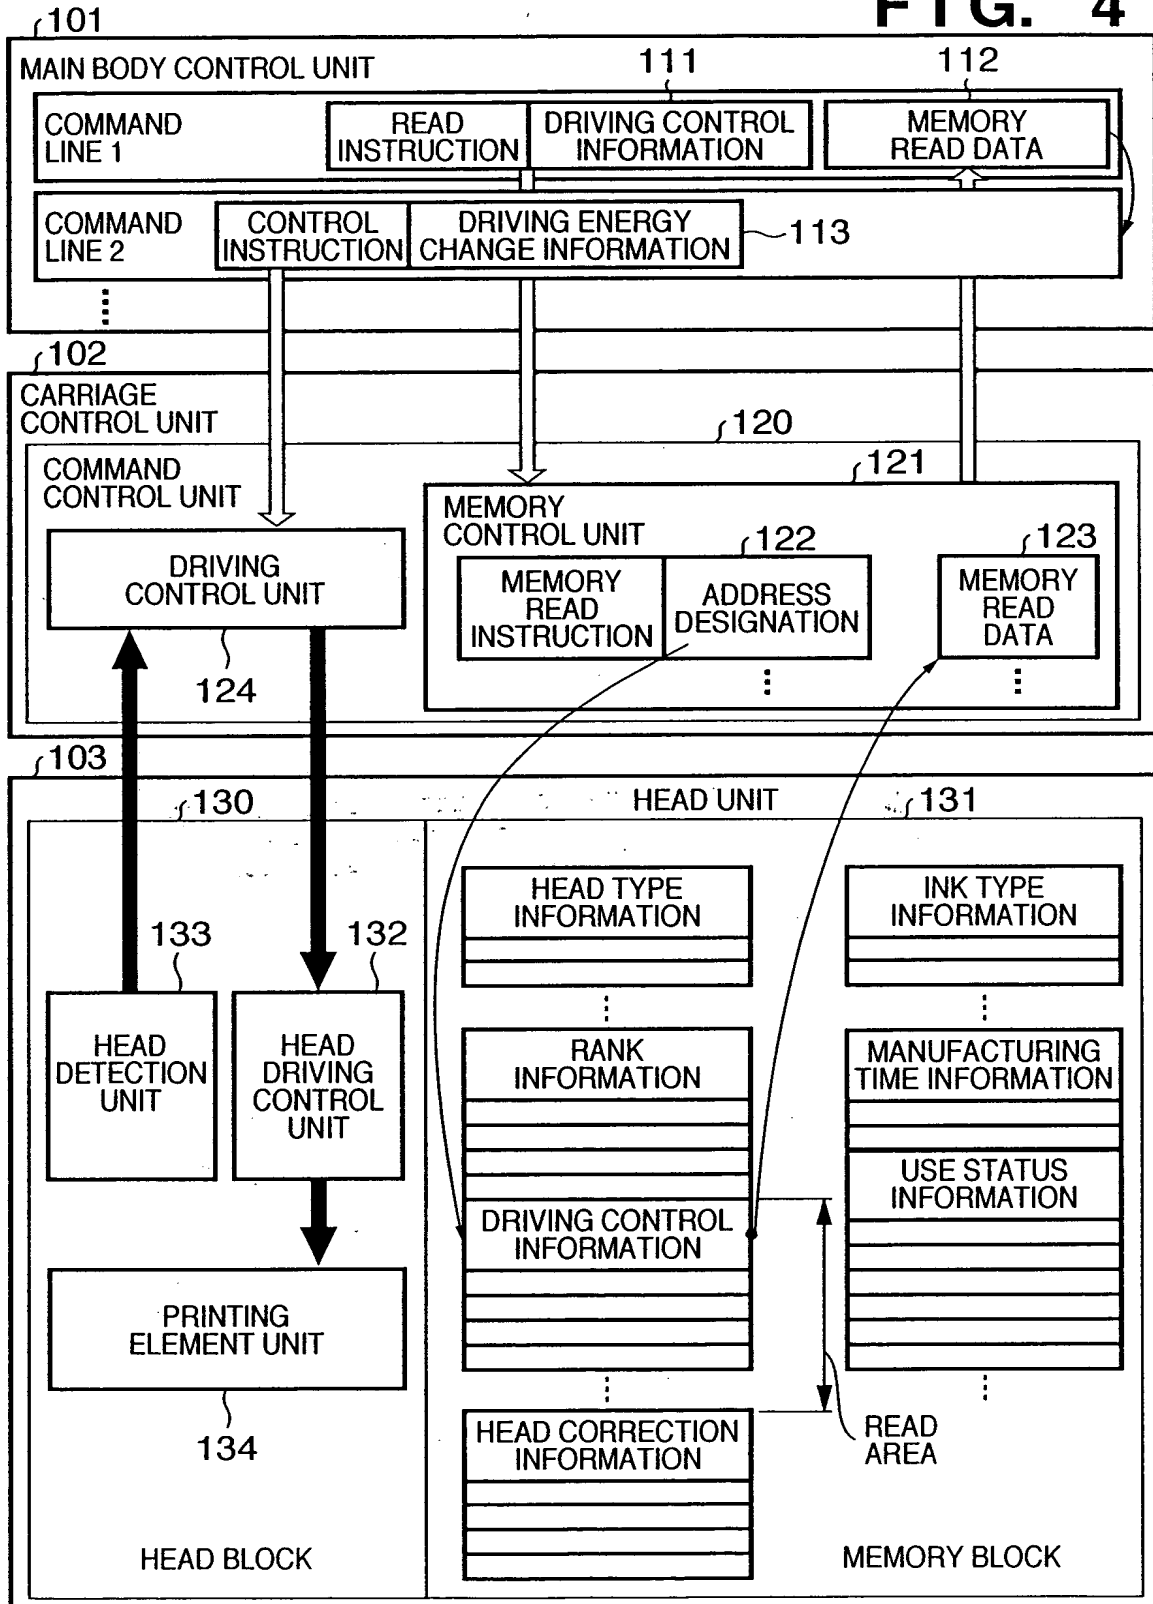 FIG. 4
101
MAIN BODY CONTROL UNIT
111
112
COMMAND
LINE 1
READ
INSTRUCTION
DRIVING CONTROL
INFORMATION
MEMORY
READ DATA
COMMAND
LINE 2
CONTROL
INSTRUCTION
DRIVING ENERGY
CHANGE INFORMATION
113
102
CARRIAGE
CONTROL UNIT
120
COMMAND
CONTROL UNIT
121
MEMORY
CONTROL UNIT
122
123
DRIVING
CONTROL UNIT
124
MEMORY
READ
INSTRUCTION
ADDRESS
DESIGNATION
MEMORY
READ
DATA
103
130
HEAD UNIT
131
133
132
HEAD
DETECTION
UNIT
HEAD
DRIVING
CONTROL
UNIT
PRINTING
ELEMENT UNIT
134
HEAD BLOCK
HEAD TYPE
INFORMATION
INK TYPE
INFORMATION
RANK
INFORMATION
MANUFACTURING
TIME INFORMATION
USE STATUS
INFORMATION
DRIVING CONTROL
INFORMATION
READ
AREA
HEAD CORRECTION
INFORMATION
MEMORY BLOCK